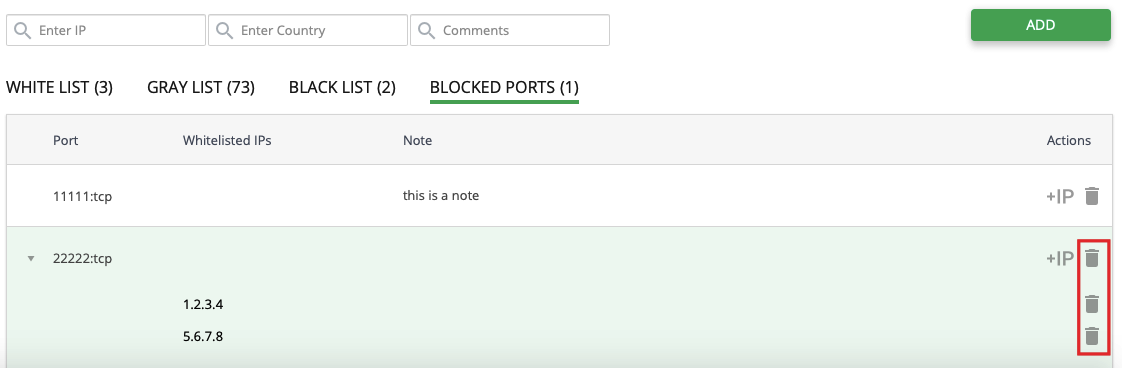 Enter IP Enter Country Comments ADD
WHITE LIST (3) GRAY LIST (73) BLACK LIST (2) BLOCKED PORTS (1)
Port Whitelisted IPs Note Actions
11111:tcp this is a note +IP
22222:tcp +IP
1.2.3.4
5.6.7.8